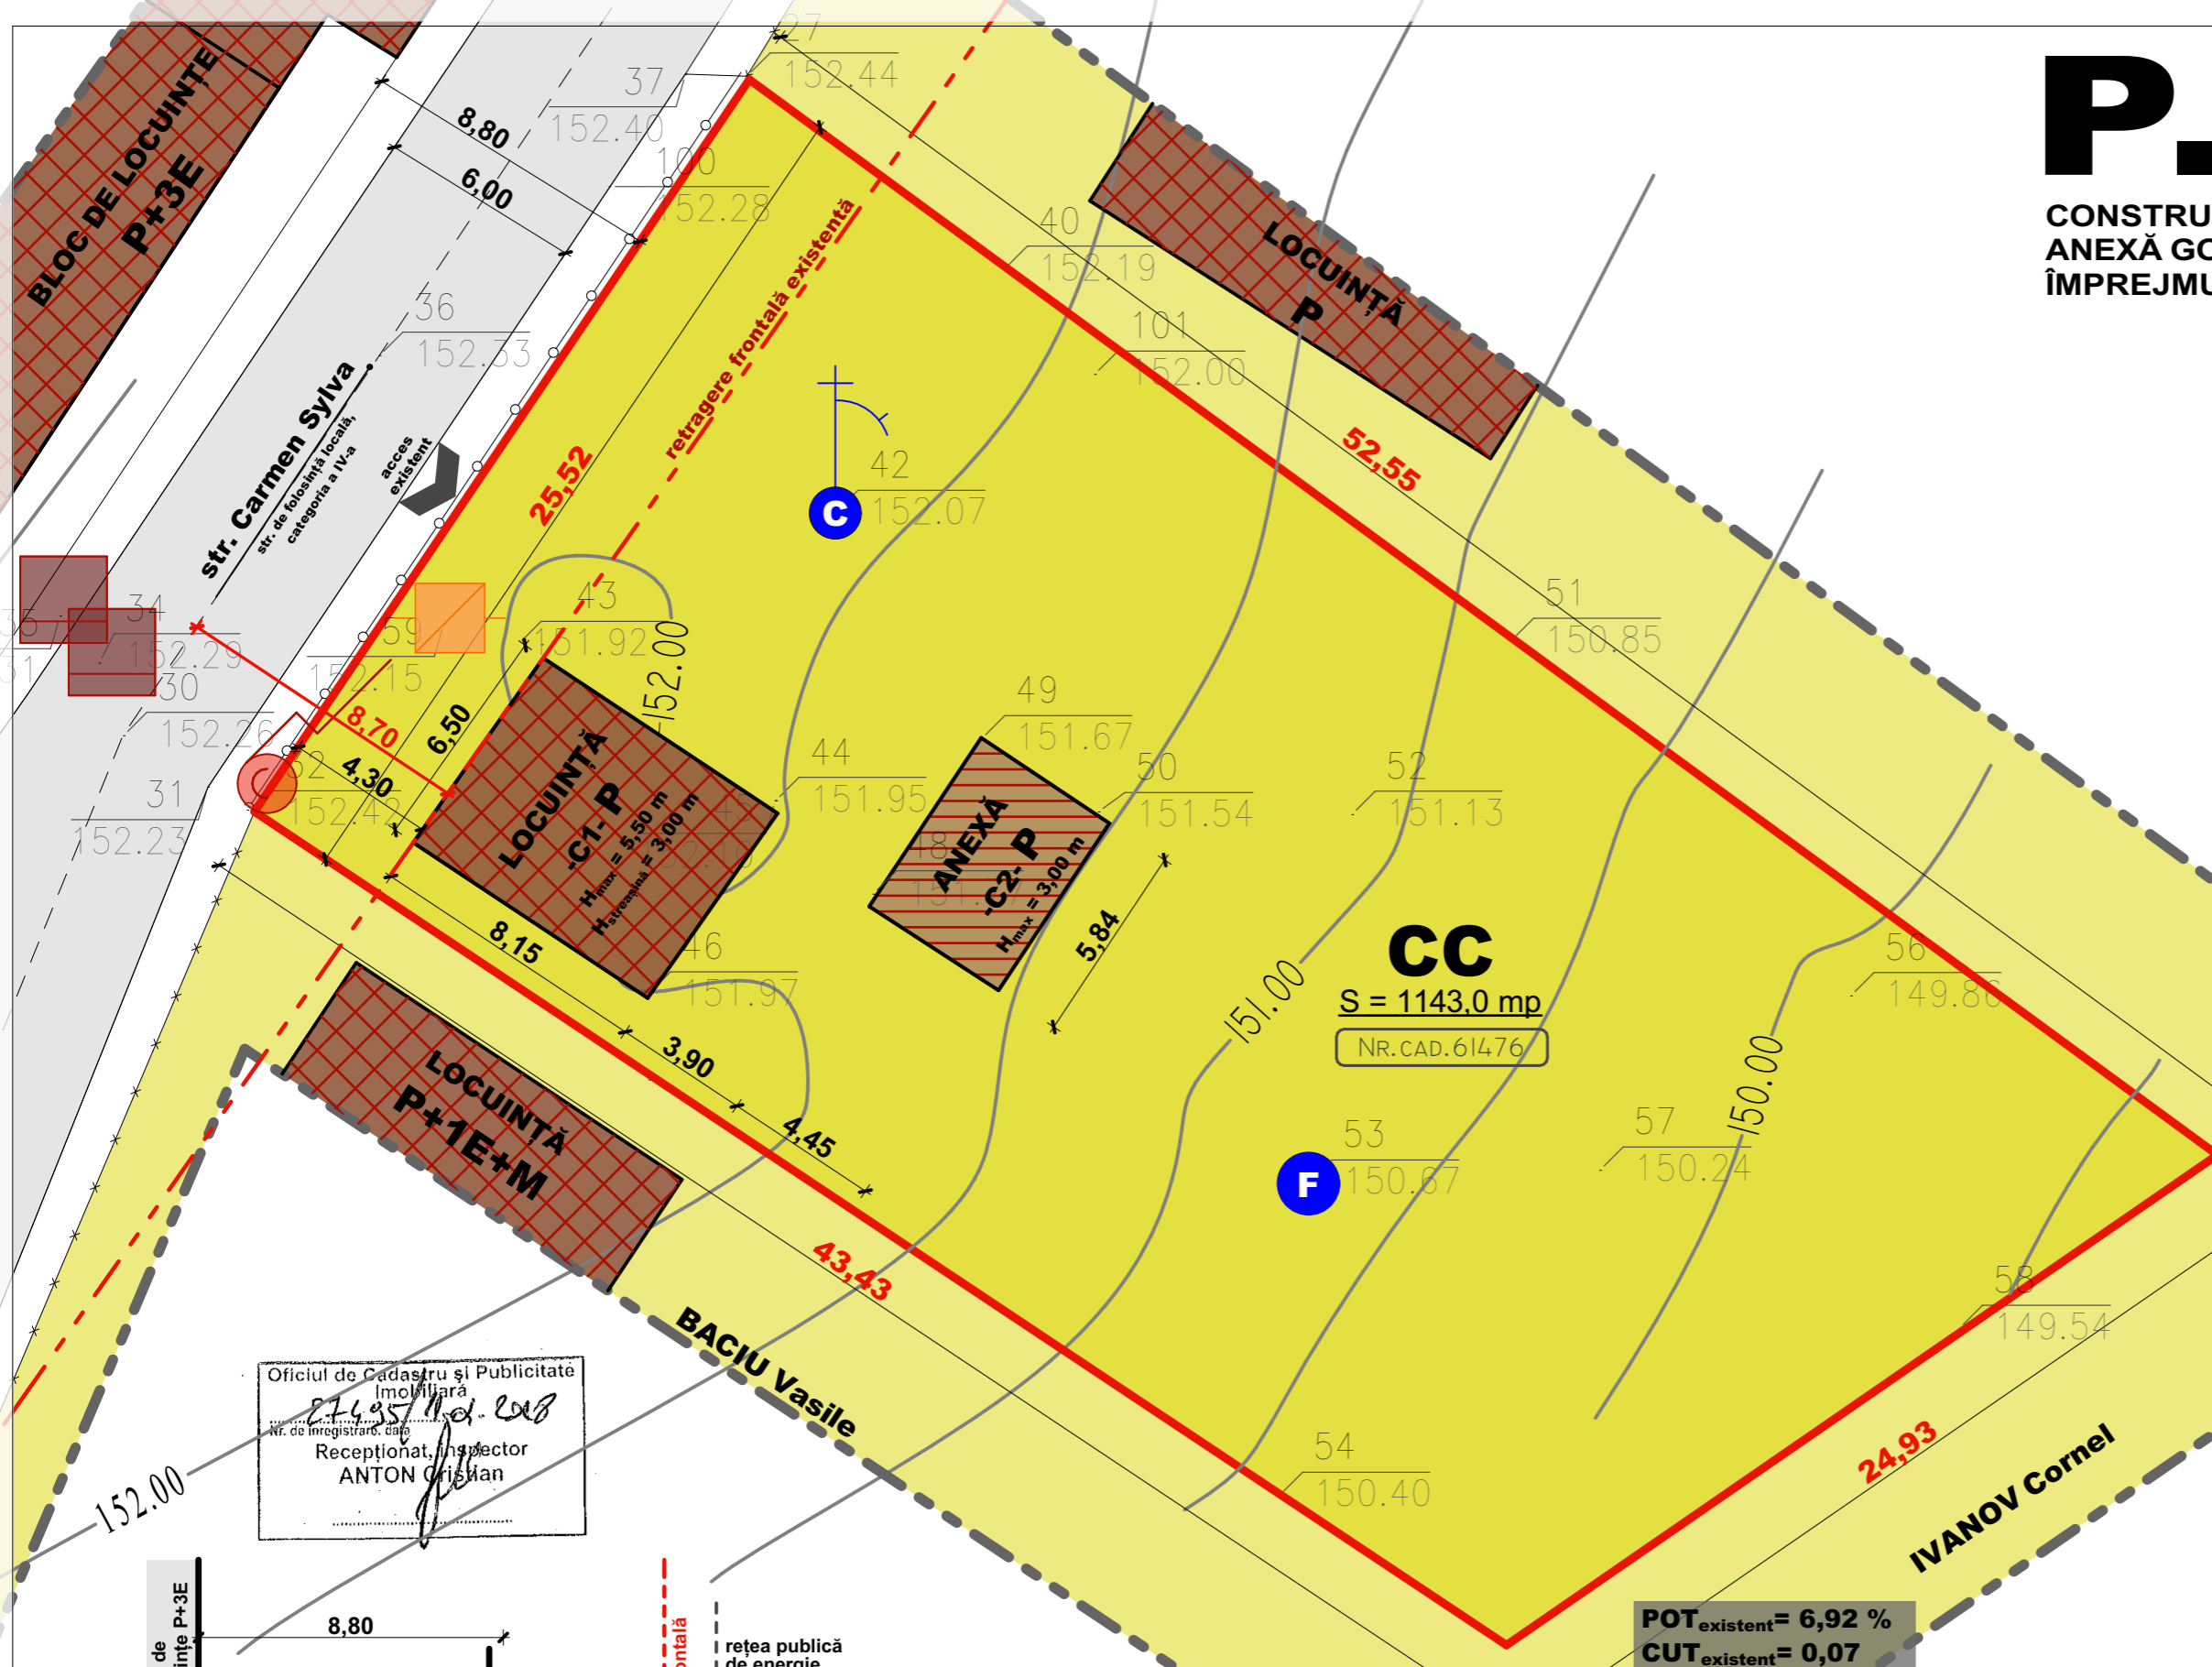 P.
CONSTRU
ANEXĂ GO
ÎMPREJMU
BLOC DE LOCUINȚE
P+3E
8,80
6,00
27
152.44
37
152.40
100
152.28
36
152.33
str. Carmen Sylva
str. de folosință locală,
categoria a IV-a
acces
existent
25,52
retragere frontală existentă
40
152.19
101
152.00
LOCUINȚĂ
P
52,55
C
42
152.07
43
151.92
152.00
34
152.29
30
152.26
59
152.15
31
152.23
152.42
8,70
4,30
6,50
LOCUINȚĂ
-C1- P
Hmax = 5,50 m
Hstreașină = 3,00 m
44
151.95
46
151.97
49
151.67
50
151.54
ANEXĂ
-C2- P
Hmax = 3,00 m
5,84
51
150.85
52
151.13
CC
S = 1143,0 mp
NR.CAD.61476
151.00
56
149.86
150.00
57
150.24
F
53
150.67
58
149.54
54
150.40
8,15
3,90
4,45
LOCUINȚĂ
P+1E+M
43,43
BACIU Vasile
24,93
IVANOV Cornel
152.00
Oficiul de Cadastru și Publicitate
Imobiliară
Nr. de înregistrare, data
Recepționat, inspector
ANTON Cristian
8,80
de
ințe P+3E
ontală
rețea publică
de energie
POTexistent= 6,92 %
CUTexistent= 0,07